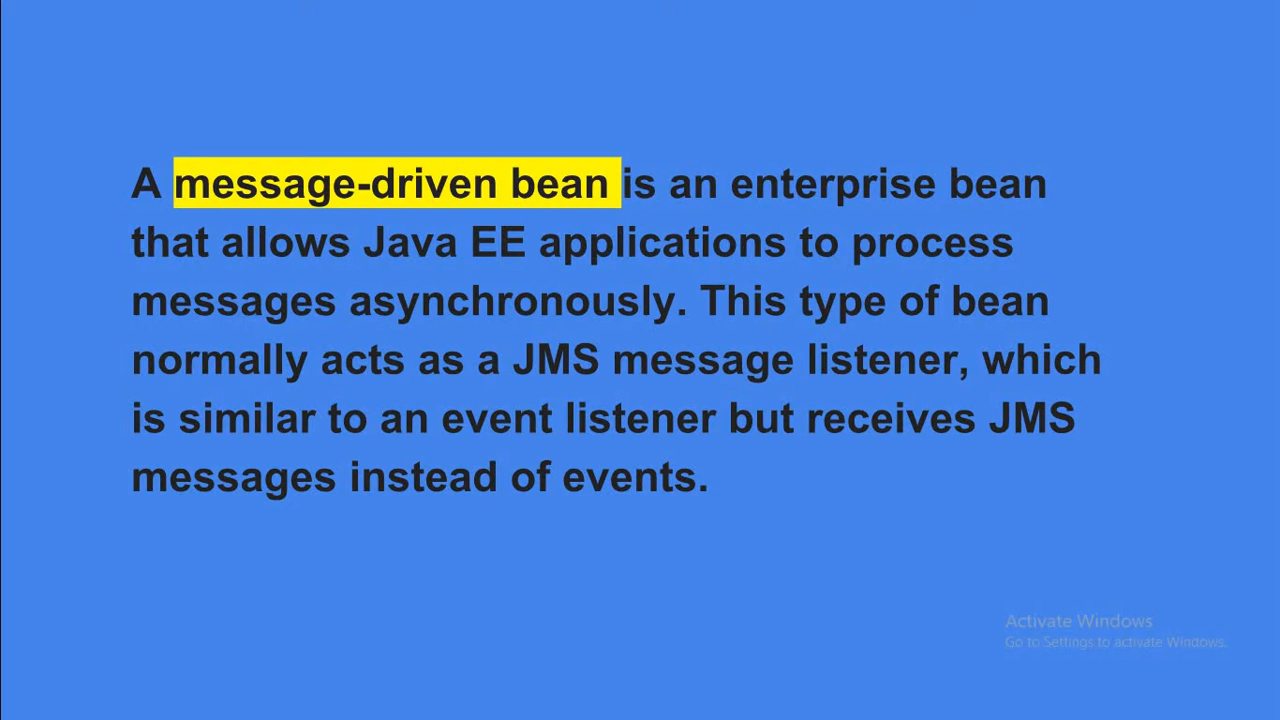 A message-driven bean is an enterprise bean
that allows Java EE applications to process
messages asynchronously. This type of bean
normally acts as a JMS message listener, which
is similar to an event listener but receives JMS
messages instead of events.
Activate Windows
Go to Settings to activate Windows.